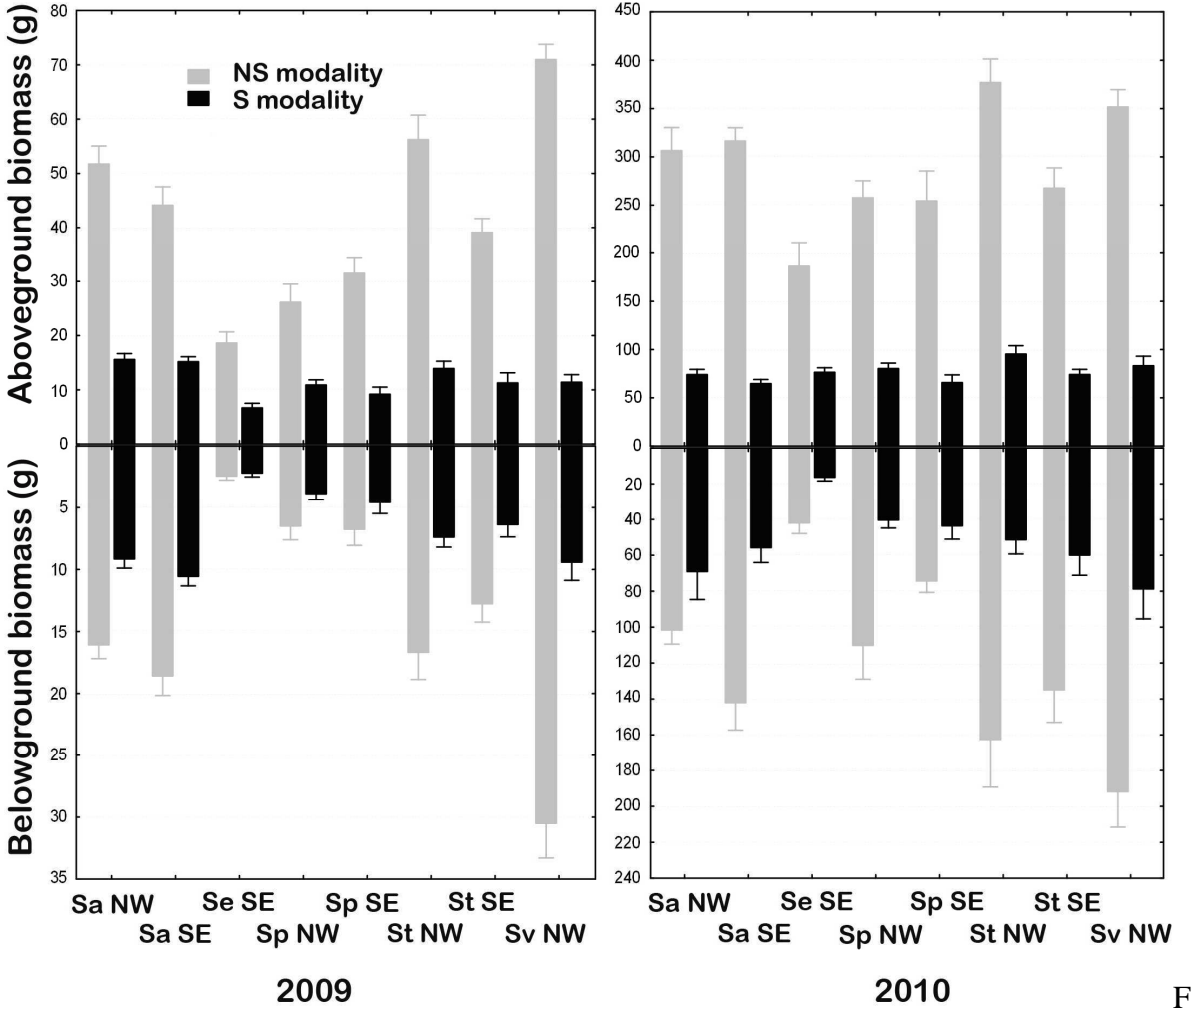 Aboveground biomass (g)
80
70
60
50
40
30
20
10
0
NS modality
S modality
Belowground biomass (g)
5
10
15
20
25
30
35
Sa NW
Se SE
Sp SE
St SE
Sa SE
Sp NW
St NW
Sv NW
2009
450
400
350
300
250
200
150
100
50
0
20
40
60
80
100
120
140
160
180
200
220
240
Sa NW
Se SE
Sp SE
St SE
Sa SE
Sp NW
St NW
Sv NW
2010
F